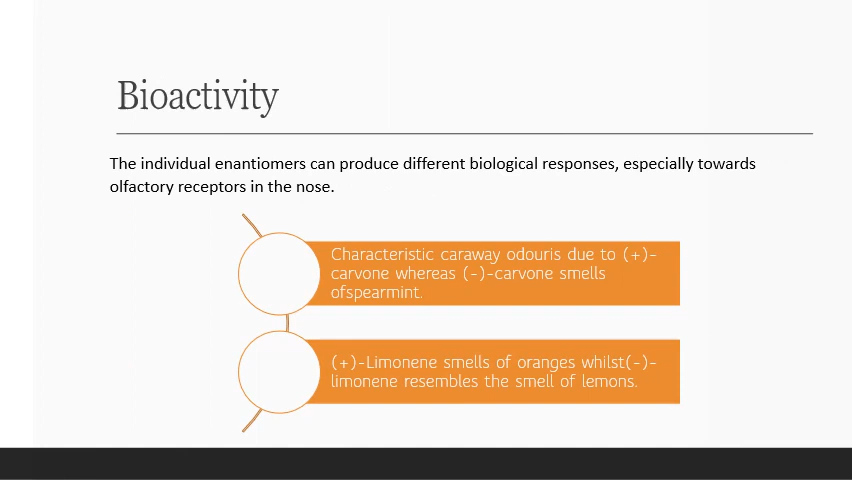 Bioactivity
The individual enantiomers can produce different biological responses, especially towards
olfactory receptors in the nose.
Characteristic caraway odouris due to (+)-
carvone whereas (-)-carvone smells
ofspearmint.
(+)-Limonene smells of oranges whilst(-)-
limonene resembles the smell of lemons.